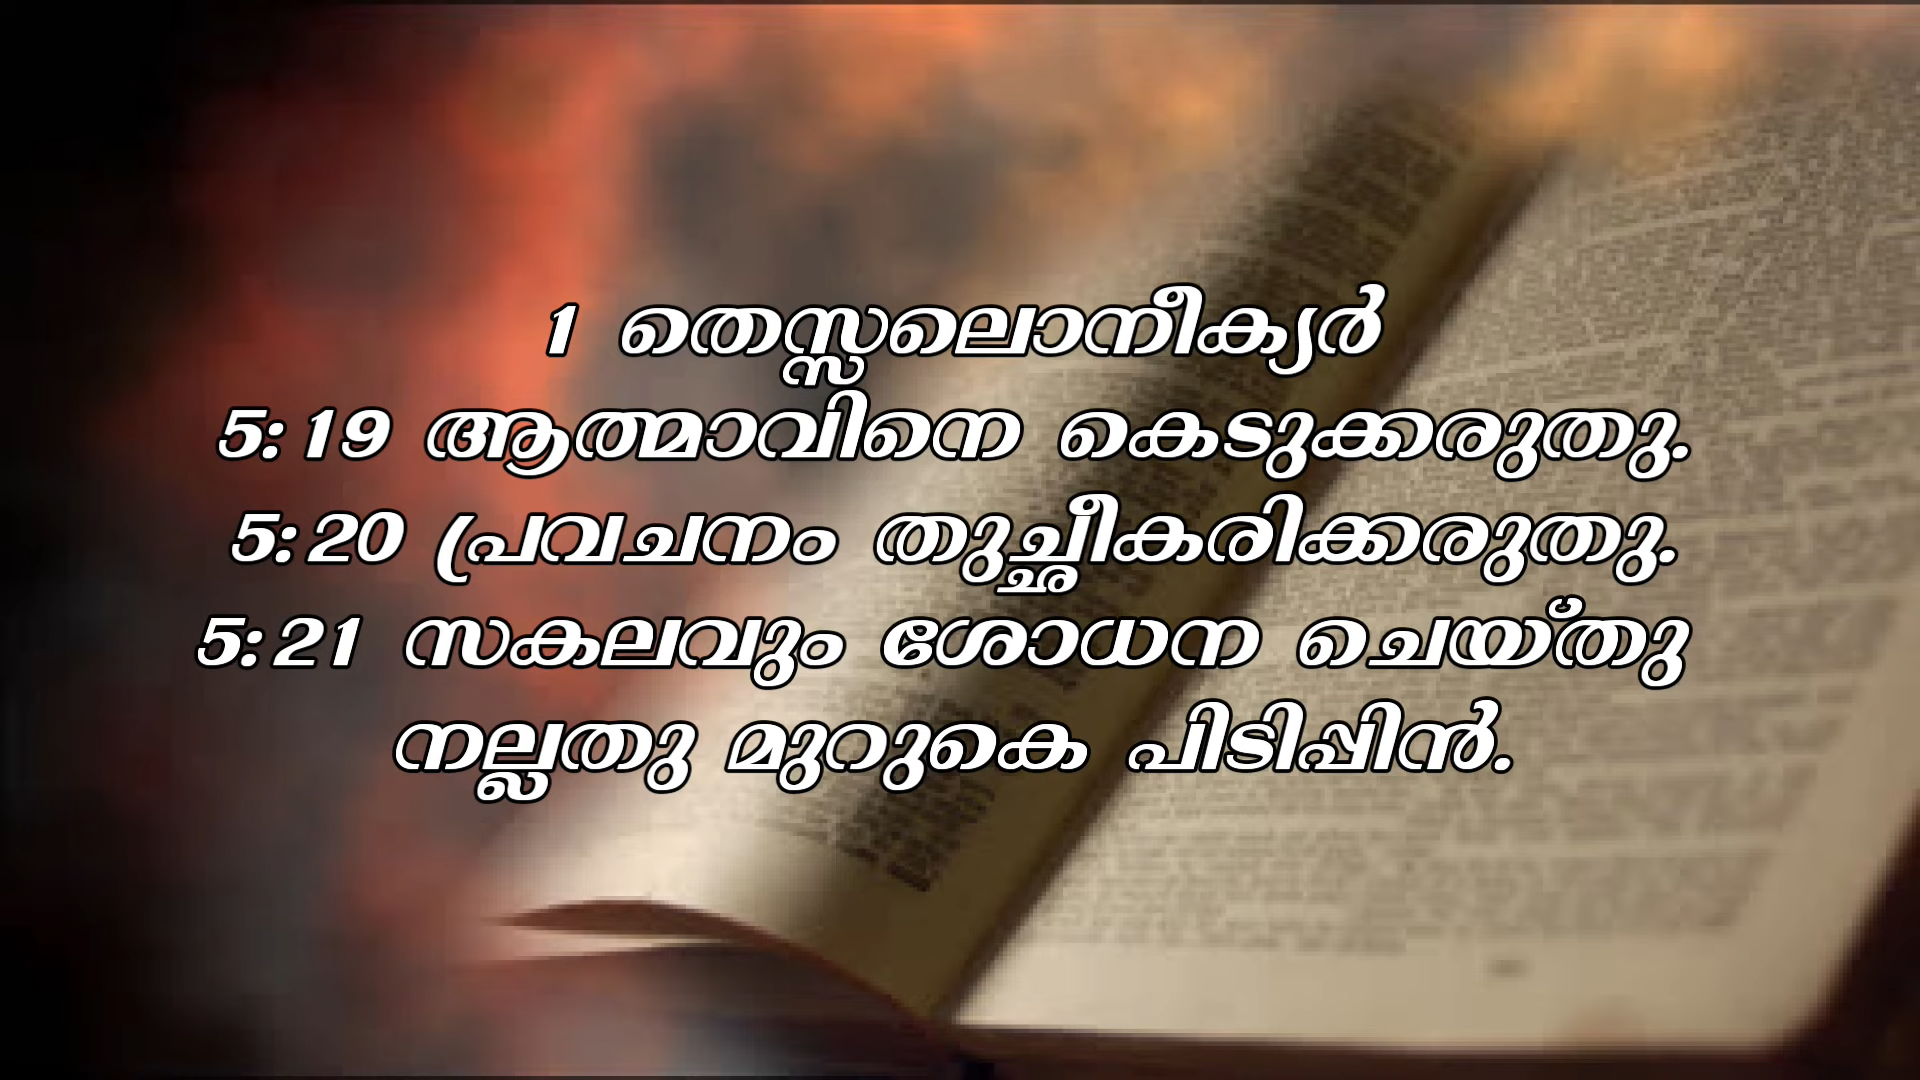 1 തെസ്സലൊനീക്യർ
5:19 ആത്മാവിനെ കെടുക്കരുതു.
5:20 പ്രവചനം തുച്ഛീകരിക്കരുതു.
5:21 സകലവും ശോധന ചെയ്തു
നല്ലതു മുറുകെ പിടിപ്പിൻ.